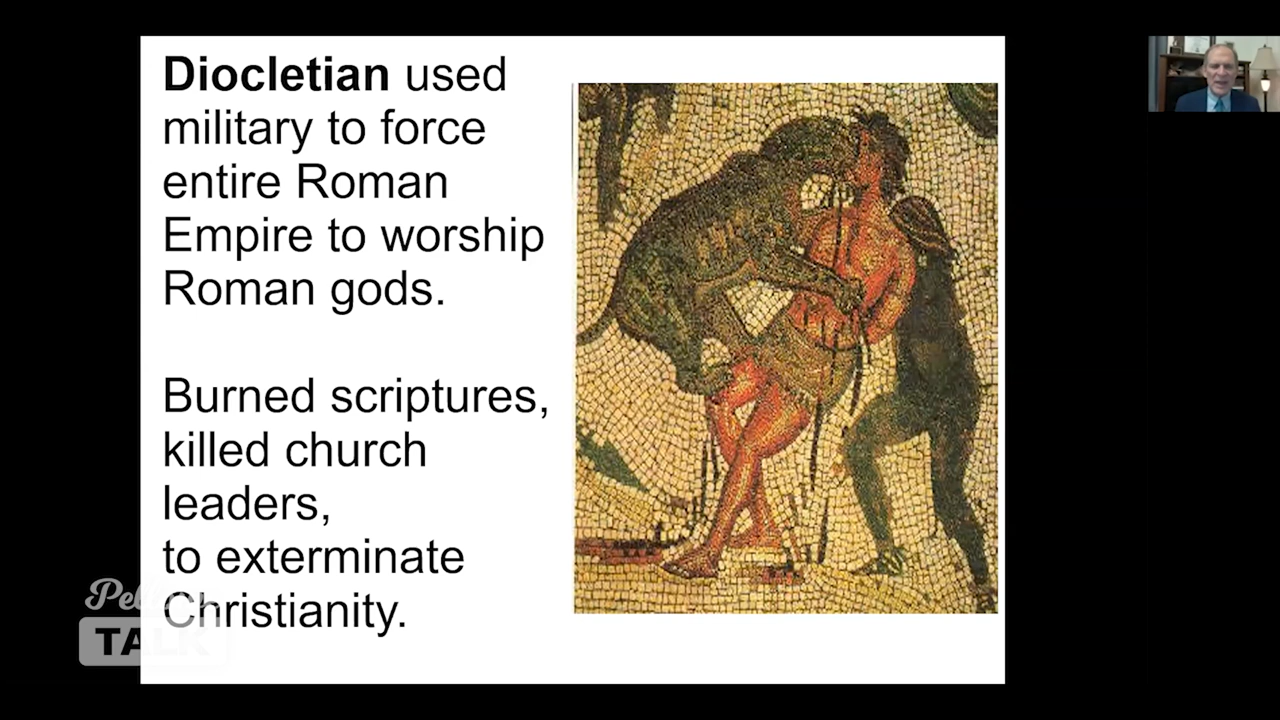 Diocletian used
military to force
entire Roman
Empire to worship
Roman gods.
Burned scriptures,
killed church
leaders,
to exterminate
Christianity.
TALK